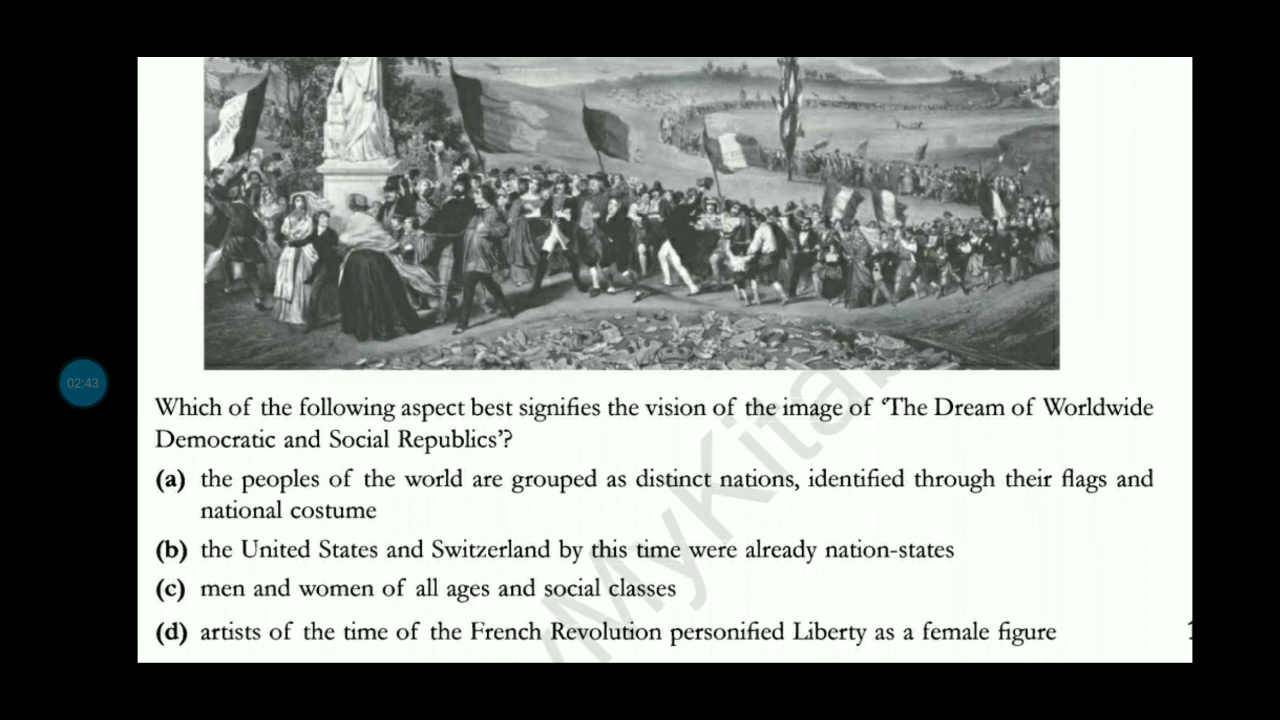 02:43
Which of the following aspect best signifies the vision of the image of ‘The Dream of Worldwide
Democratic and Social Republics’?
(a) the peoples of the world are grouped as distinct nations, identified through their flags and
national costume
(b) the United States and Switzerland by this time were already nation-states
(c) men and women of all ages and social classes
(d) artists of the time of the French Revolution personified Liberty as a female figure
MyKitab